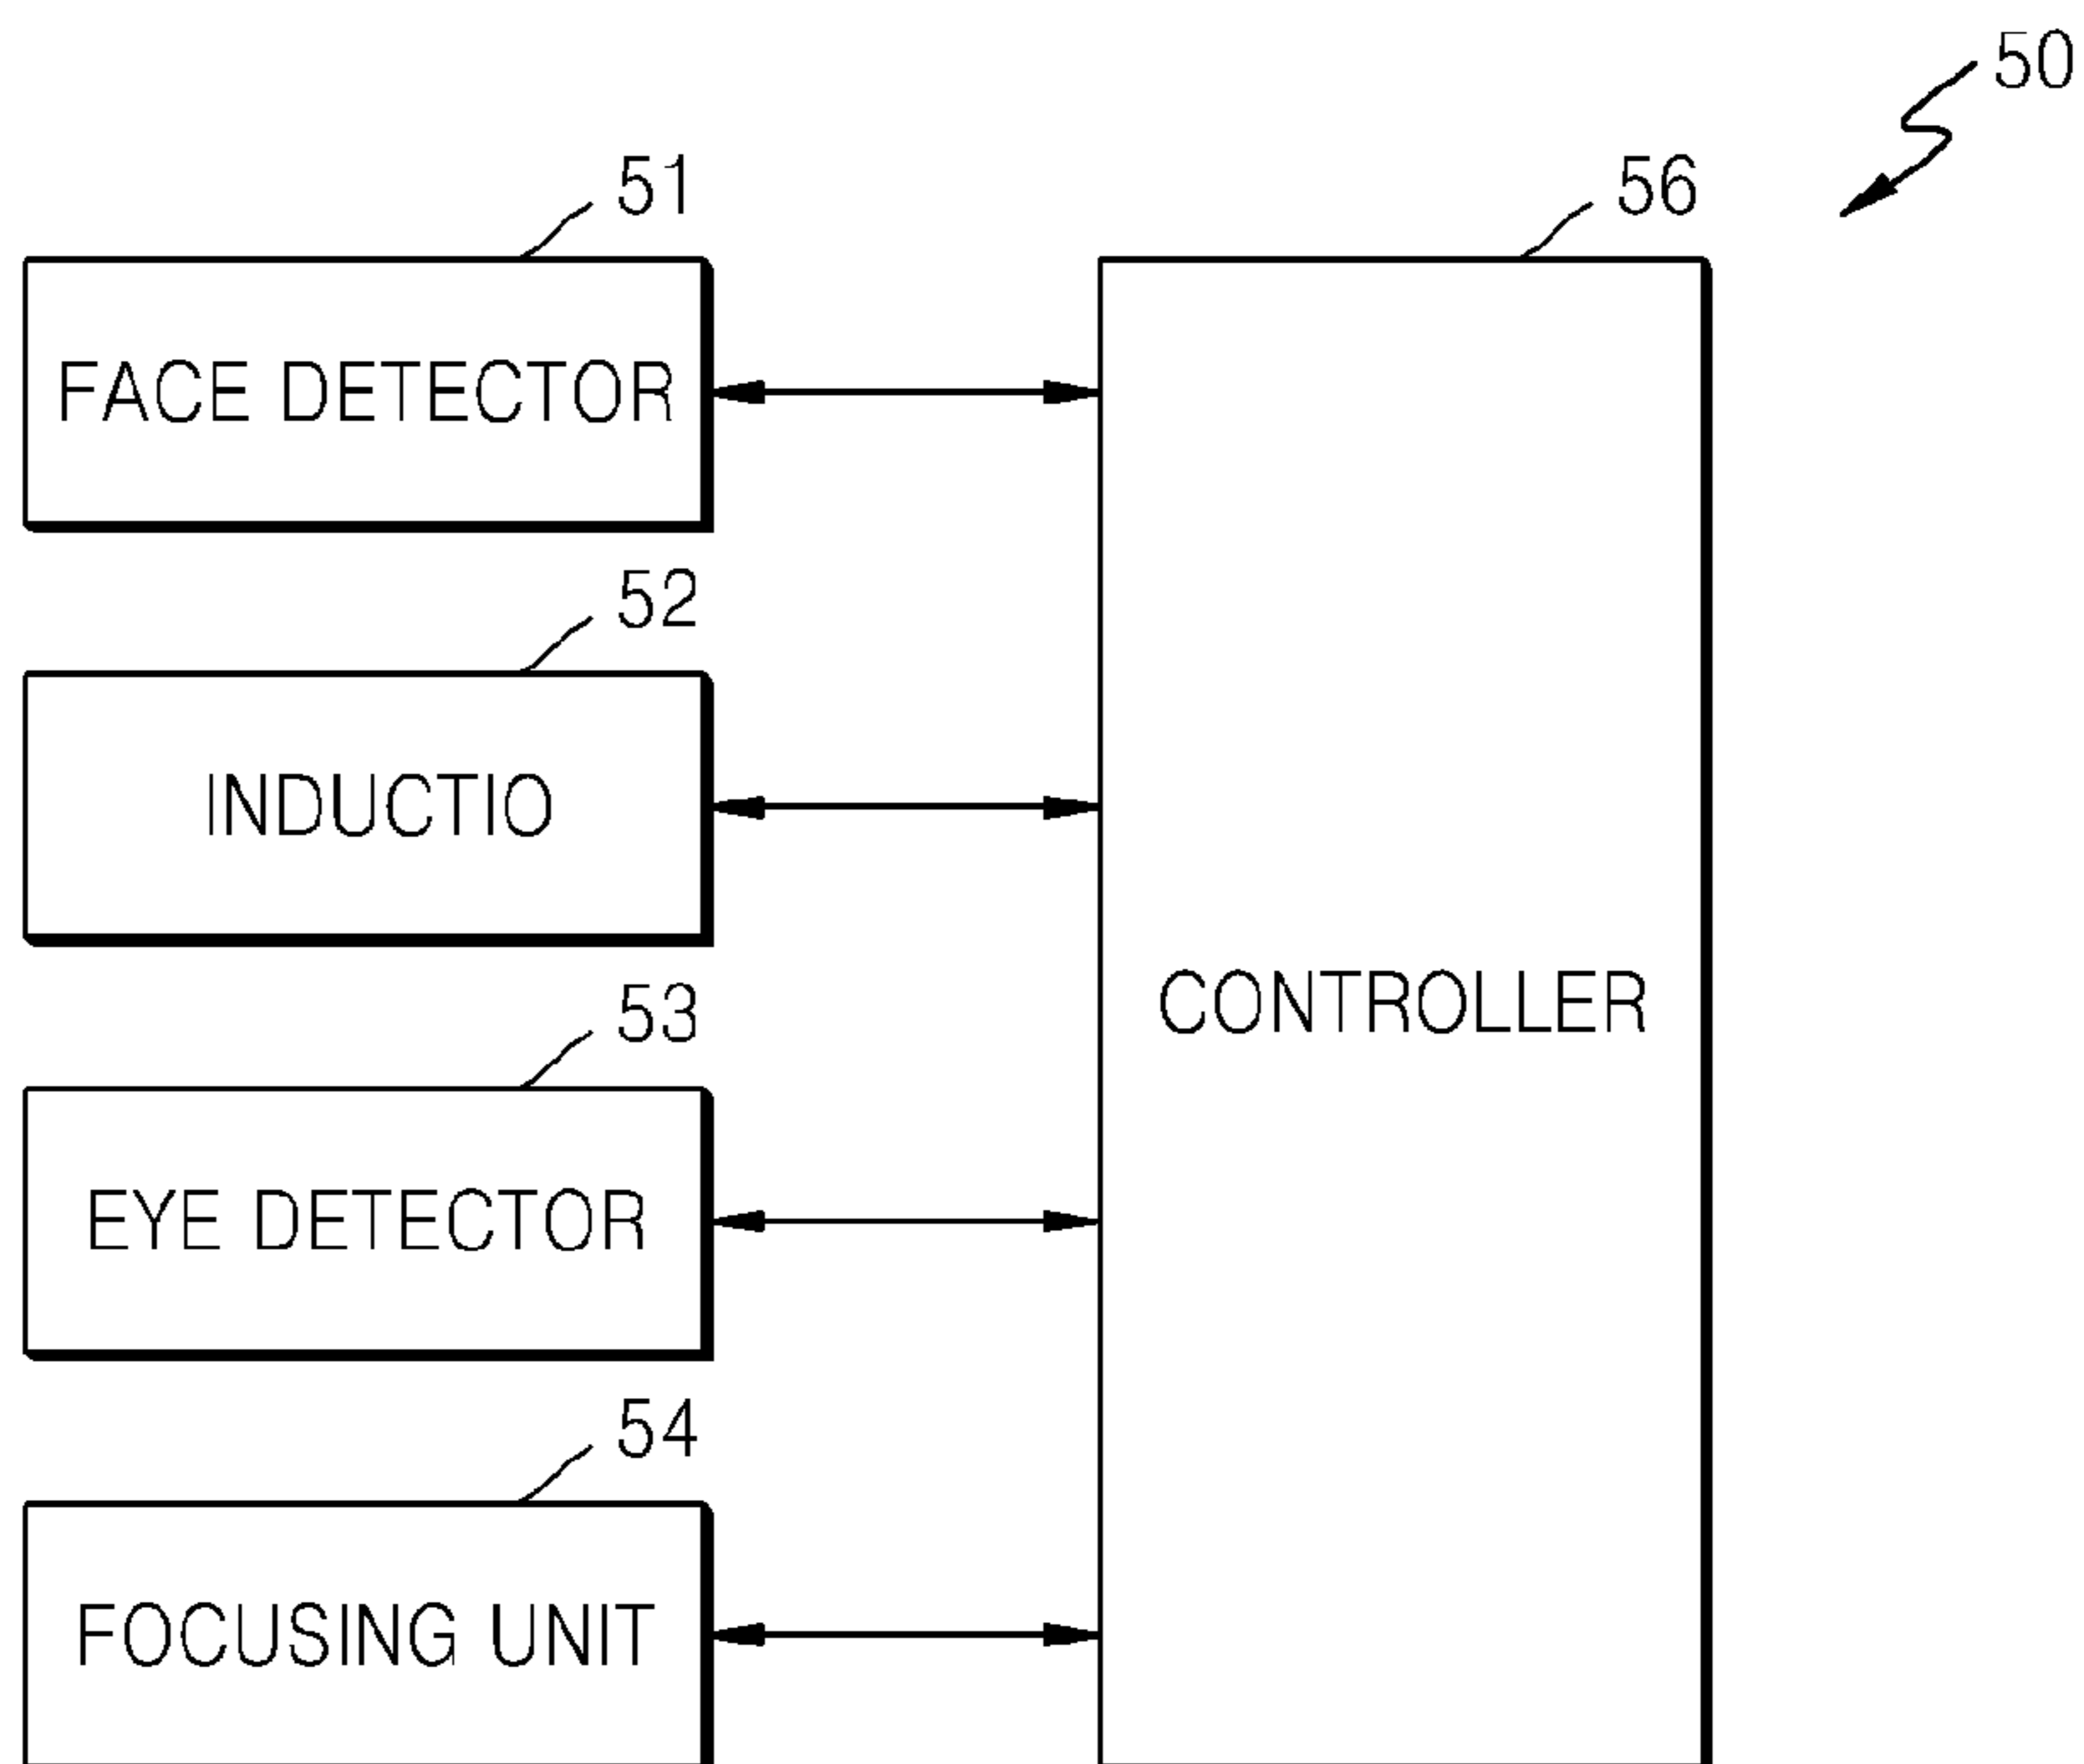 50
51
56
FACE DETECTOR
52
INDUCTIO
CONTROLLER
53
EYE DETECTOR
54
FOCUSING UNIT